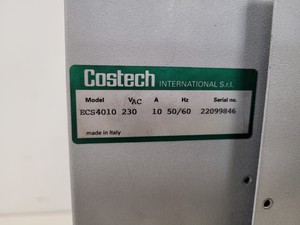 Costech INTERNATIONAL S.r.l.
Model VAC A Hz Serial no.
ECS4010 230 10 50/60 22099846
made in Italy